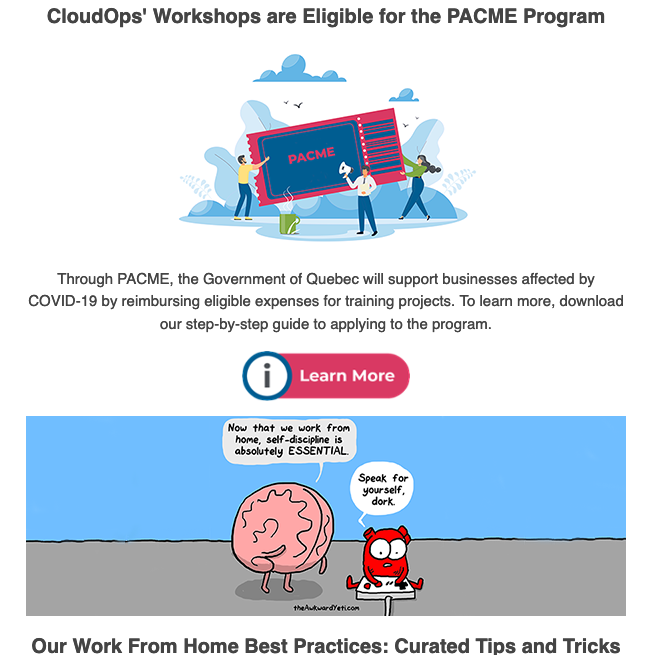 CloudOps' Workshops are Eligible for the PACME Program
PACME
Through PACME, the Government of Quebec will support businesses affected by
COVID-19 by reimbursing eligible expenses for training projects. To learn more, download
our step-by-step guide to applying to the program.
i Learn More
Now that we work from
home, self-discipline is
absolutely ESSENTIAL.
Speak for
yourself,
dork.
theAwkwardYeti.com
Our Work From Home Best Practices: Curated Tips and Tricks